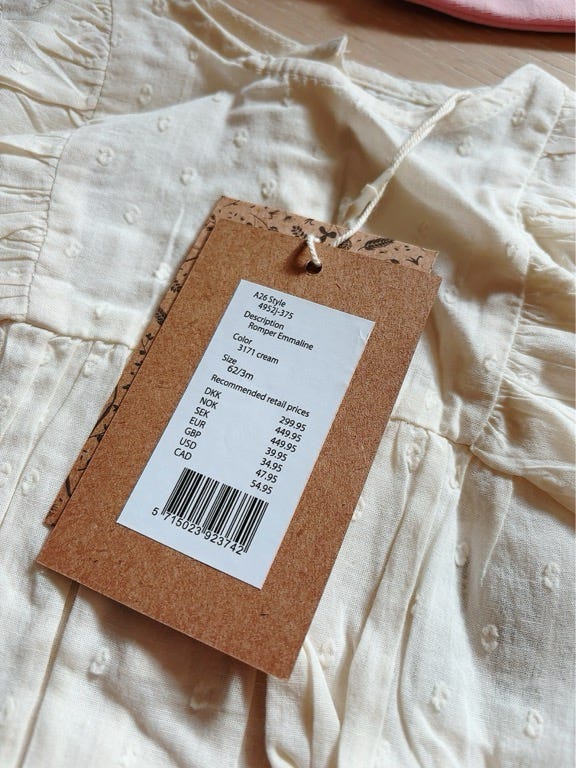 A26 Style
4952J-375
Description
Romper Emmaline
Color
3171 cream
Size
62/3m
Recommended retail prices
DKK 299.95
NOK 449.95
SEK 449.95
EUR 39.95
GBP 34.95
USD 47.95
CAD 54.95
5 715023 923742